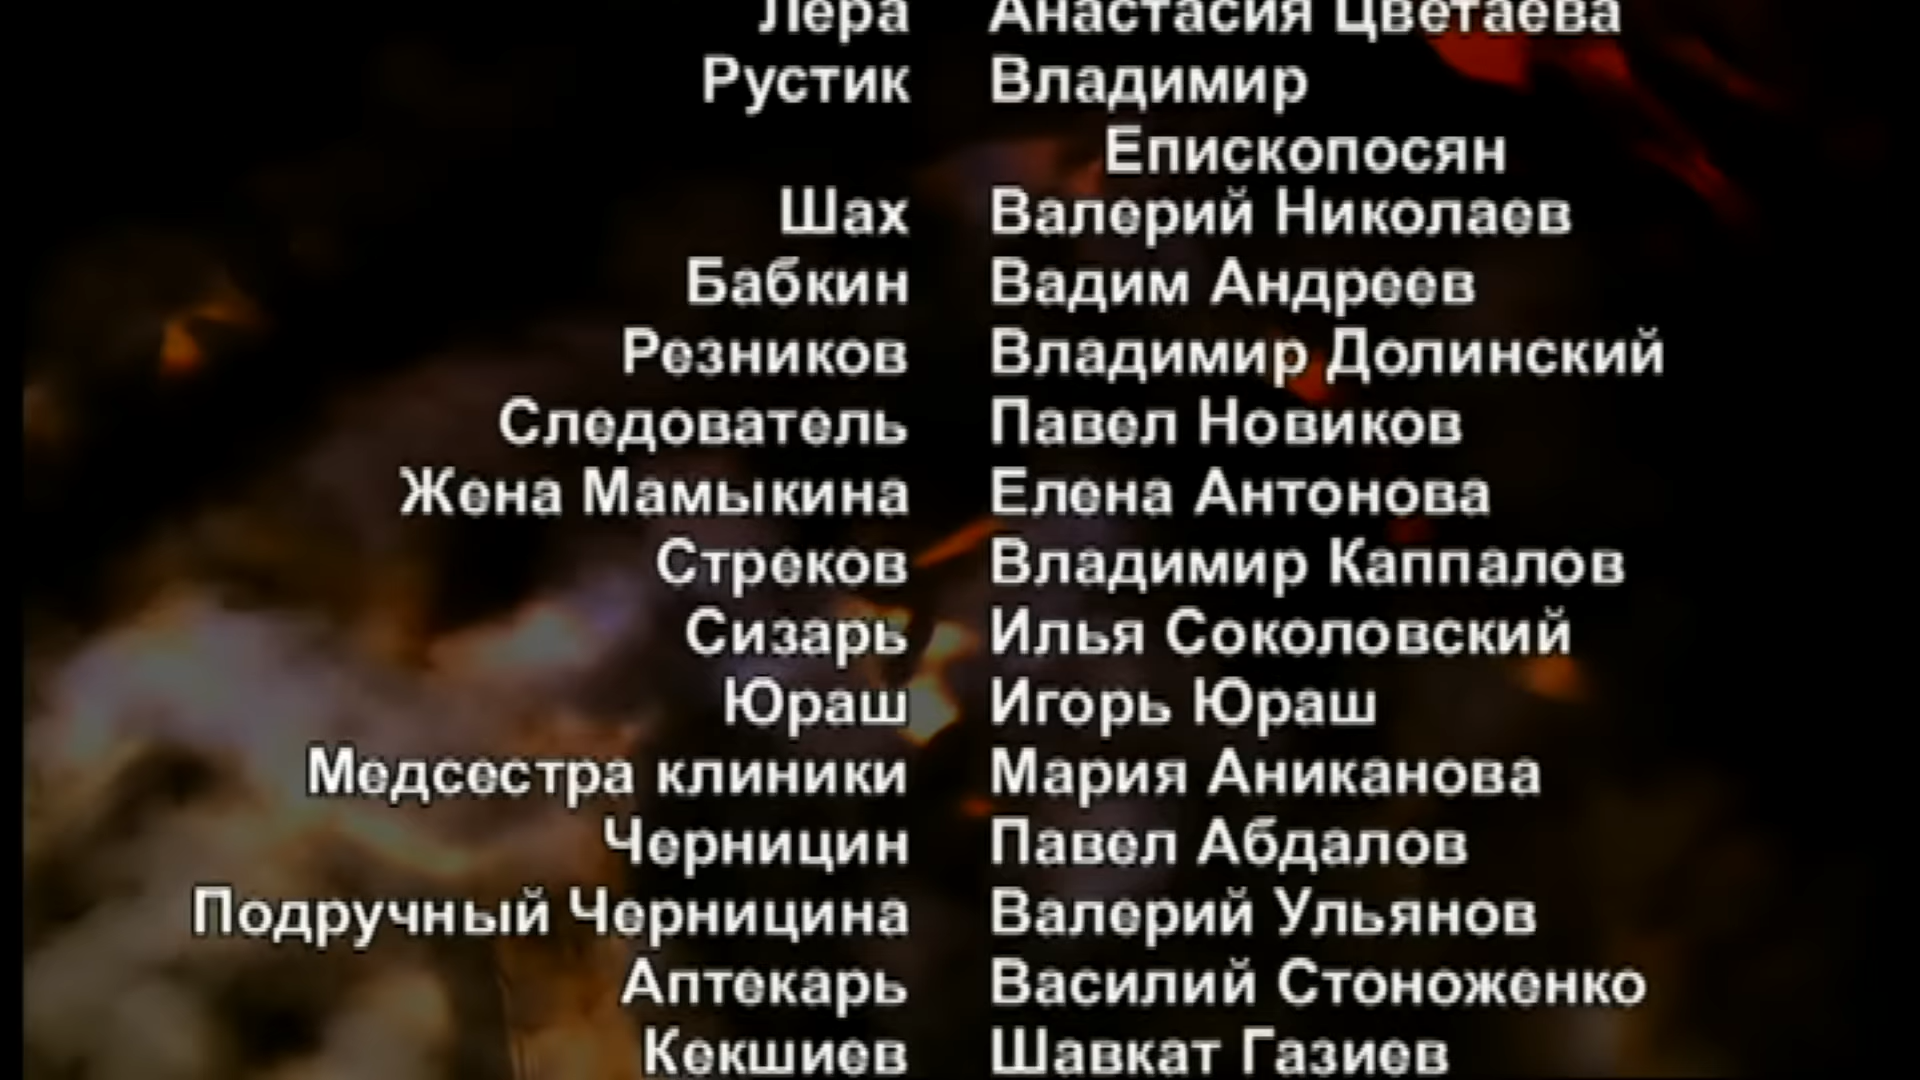 Лера Анастасия Цветаева
Рустик Владимир
Епископосян
Шах Валерий Николаев
Бабкин Вадим Андреев
Резников Владимир Долинский
Следователь Павел Новиков
Жена Мамыкина Елена Антонова
Стреков Владимир Каппалов
Сизарь Илья Соколовский
Юраш Игорь Юраш
Медсестра клиники Мария Аниканова
Черницин Павел Абдалов
Подручный Черницина Валерий Ульянов
Аптекарь Василий Стоноженко
Кекшиев Шавкат Газиев